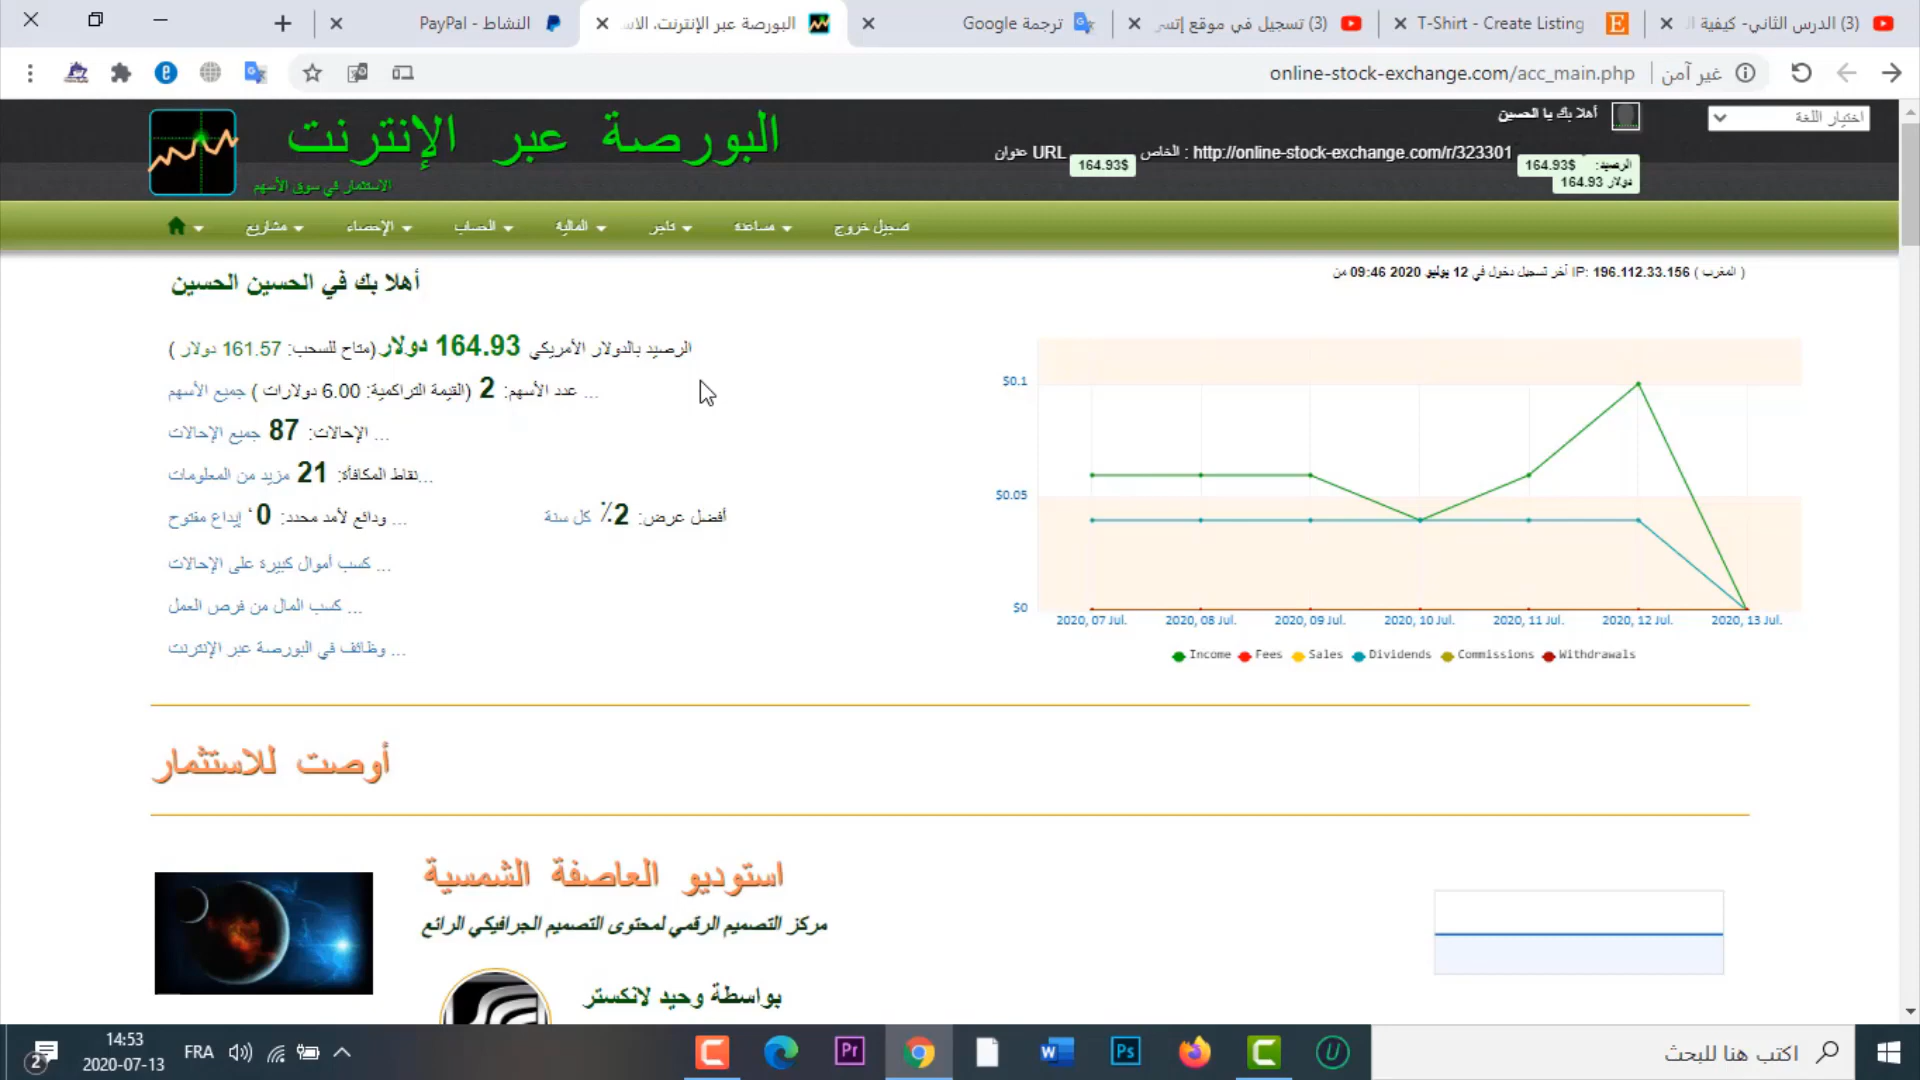 النشاط - PayPal
البورصة عبر الإنترنت، الاس
ترجمة Google
(3) تسجيل في موقع إتسي
T-Shirt - Create Listing
(3) الدرس الثاني- كيفية ا
online-stock-exchange.com/acc_main.php
غير آمن
البورصة عبر الإنترنت
الاستثمار في سوق الأسهم
أهلا بك يا الحسين
اختيار اللغة
عنوان URL الخاص : http://online-stock-exchange.com/r/323301
164.93$
الرصيد: 164.93$
164.93 دولار
مشاريع
الإحصاء
الحساب
المالية
تاجر
مساعدة
تسجيل خروج
أهلا بك في الحسين الحسين
آخر تسجيل دخول في 12 يوليو 2020 09:46 من IP: 196.112.33.156 ( المغرب )
الرصيد بالدولار الأمريكي 164.93 دولار (متاح للسحب: 161.57 دولار )
... عدد الأسهم: 2 (القيمة التراكمية: 6.00 دولارات ) جميع الأسهم
... الإحالات: 87 جميع الإحالات
...نقاط المكافأة: 21 مزيد من المعلومات
... ودائع لأمد محدد: 0 ، إيداع مفتوح
أفضل عرض: 2٪ كل سنة
... كسب أموال كبيرة على الإحالات
... كسب المال من فرص العمل
... وظائف في البورصة عبر الإنترنت
$0.1
$0.05
$0
2020, 07 Jul.
2020, 08 Jul.
2020, 09 Jul.
2020, 10 Jul.
2020, 11 Jul.
2020, 12 Jul.
2020, 13 Jul.
Income Fees Sales Dividends Commissions Withdrawals
أوصت للاستثمار
استوديو العاصفة الشمسية
مركز التصميم الرقمي لمحتوى التصميم الجرافيكي الرائع
بواسطة وحيد لانكستر
14:53
2020-07-13
FRA
2
Pr
W
Ps
اكتب هنا للبحث